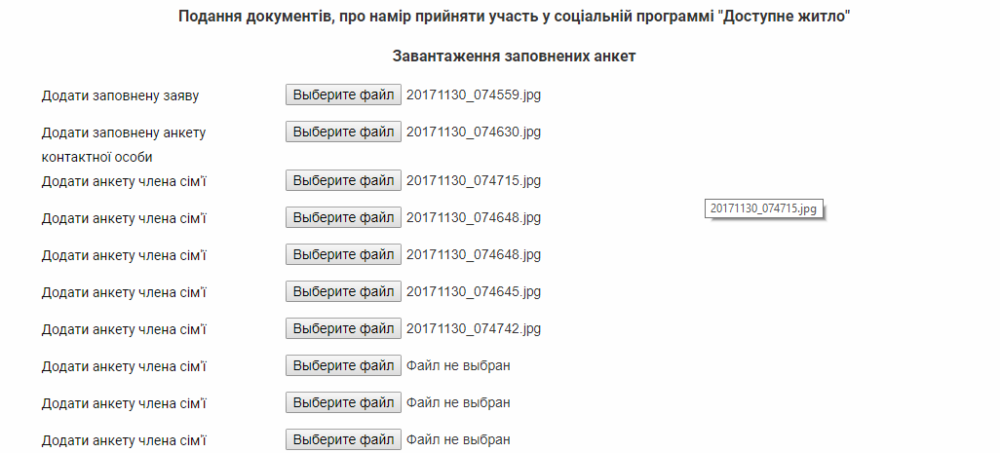 Подання документів, про намір прийняти участь у соціальній программі "Доступне житло"
Завантаження заповнених анкет
Додати заповнену заяву Выберите файл 20171130_074559.jpg
Додати заповнену анкету Выберите файл 20171130_074630.jpg
контактної особи
Додати анкету члена сім'ї Выберите файл 20171130_074715.jpg
20171130_074715.jpg
Додати анкету члена сім'ї Выберите файл 20171130_074648.jpg
Додати анкету члена сім'ї Выберите файл 20171130_074648.jpg
Додати анкету члена сім'ї Выберите файл 20171130_074645.jpg
Додати анкету члена сім'ї Выберите файл 20171130_074742.jpg
Додати анкету члена сім'ї Выберите файл Файл не выбран
Додати анкету члена сім'ї Выберите файл Файл не выбран
Додати анкету члена сім'ї Выберите файл Файл не выбран